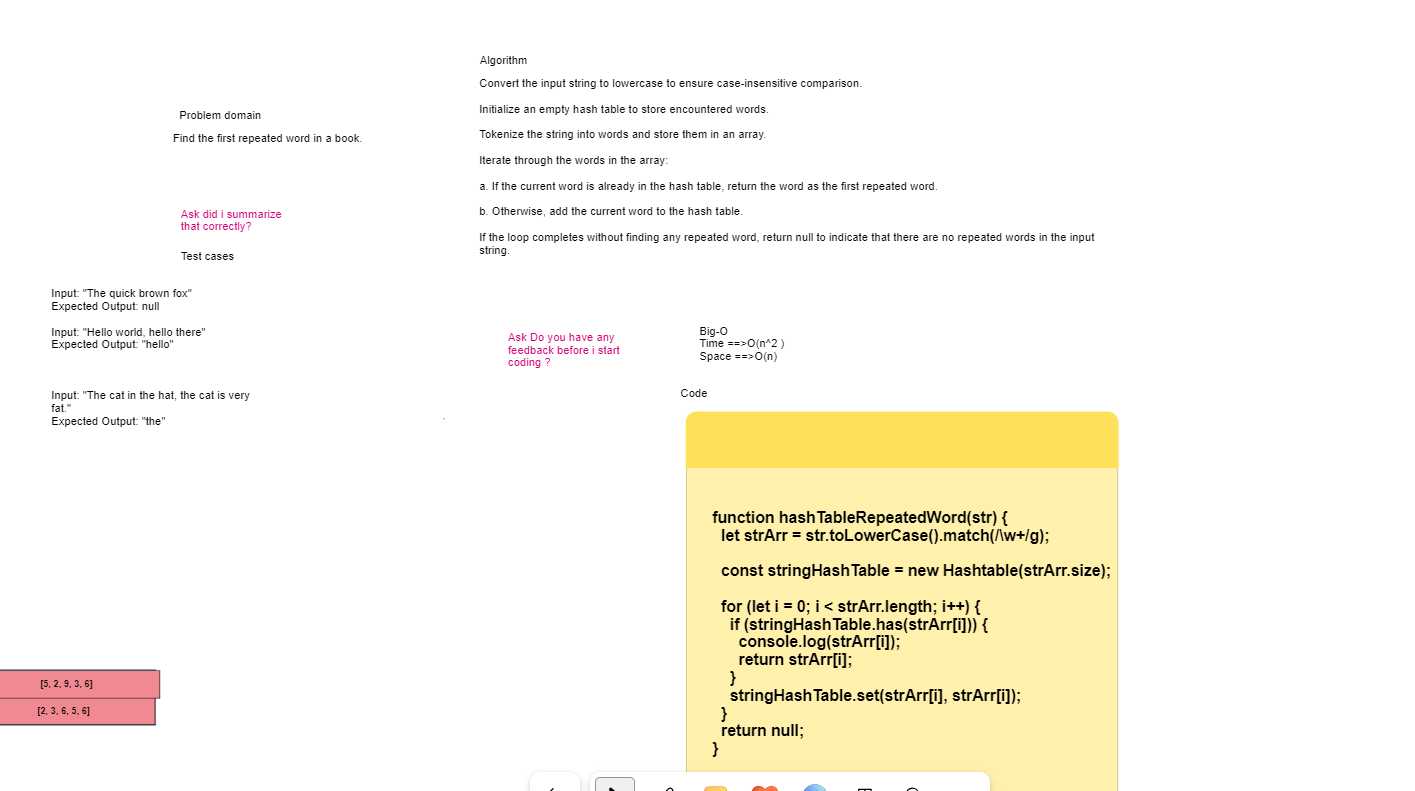 Problem domain
Find the first repeated word in a book.
Ask did i summarize
that correctly?
Test cases
Input: "The quick brown fox"
Expected Output: null
Input: "Hello world, hello there"
Expected Output: "hello"
Input: "The cat in the hat, the cat is very
fat."
Expected Output: "the"
[5, 2, 9, 3, 6]
[2, 3, 6, 5, 6]
Algorithm
Convert the input string to lowercase to ensure case-insensitive comparison.
Initialize an empty hash table to store encountered words.
Tokenize the string into words and store them in an array.
Iterate through the words in the array:
a. If the current word is already in the hash table, return the word as the first repeated word.
b. Otherwise, add the current word to the hash table.
If the loop completes without finding any repeated word, return null to indicate that there are no repeated words in the input
string.
Ask Do you have any
feedback before i start
coding ?
Big-O
Time ==>O(n^2 )
Space ==>O(n)
Code
function hashTableRepeatedWord(str) {
let strArr = str.toLowerCase().match(/\w+/g);
const stringHashTable = new Hashtable(strArr.size);
for (let i = 0; i < strArr.length; i++) {
if (stringHashTable.has(strArr[i])) {
console.log(strArr[i]);
return strArr[i];
}
stringHashTable.set(strArr[i], strArr[i]);
}
return null;
}